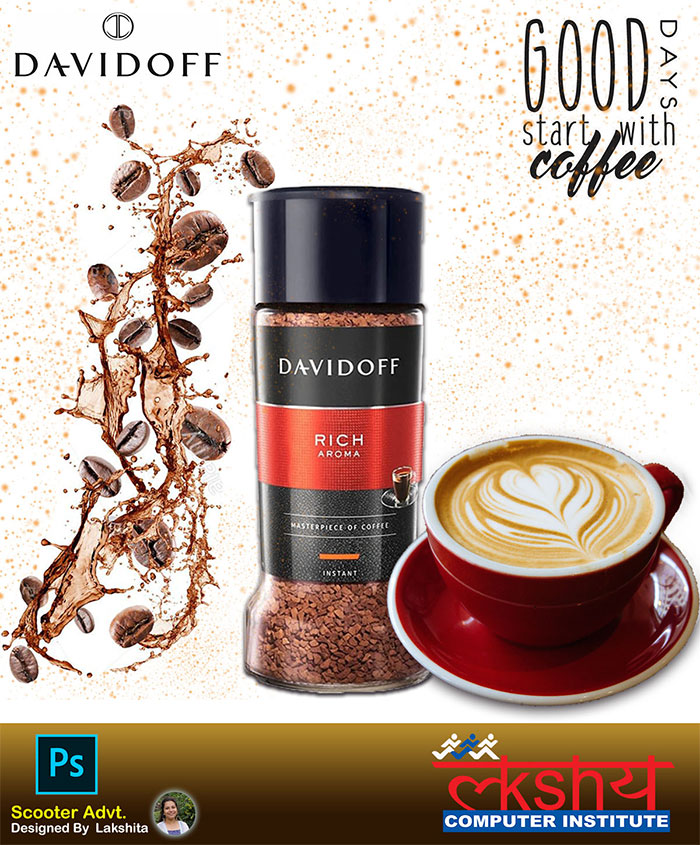 DAVIDOFF
GOOD
DAYS
start with
coffee
DAVIDOFF
RICH
AROMA
MASTERPIECE OF COFFEE
INSTANT
Ps
Scooter Advt.
Designed By Lakshita
लक्ष्य
COMPUTER INSTITUTE